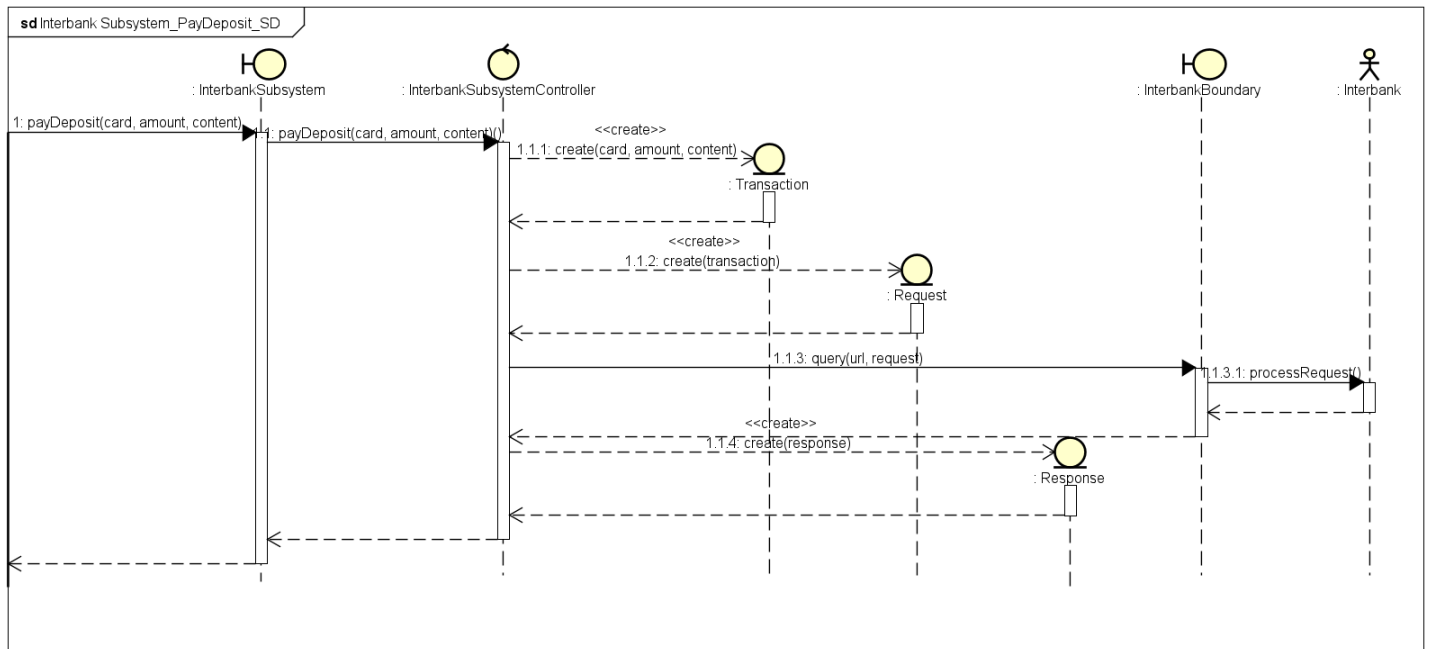 sd Interbank Subsystem_PayDeposit_SD
: InterbankSubsystem
: InterbankSubsystemController
: InterbankBoundary
: Interbank
1: payDeposit(card, amount, content)
1.1: payDeposit(card, amount, content)()
<<create>>
1.1.1: create(card, amount, content)
: Transaction
<<create>>
1.1.2: create(transaction)
: Request
1.1.3: query(url, request)
1.1.3.1: processRequest()
<<create>>
1.1.4: create(response)
: Response